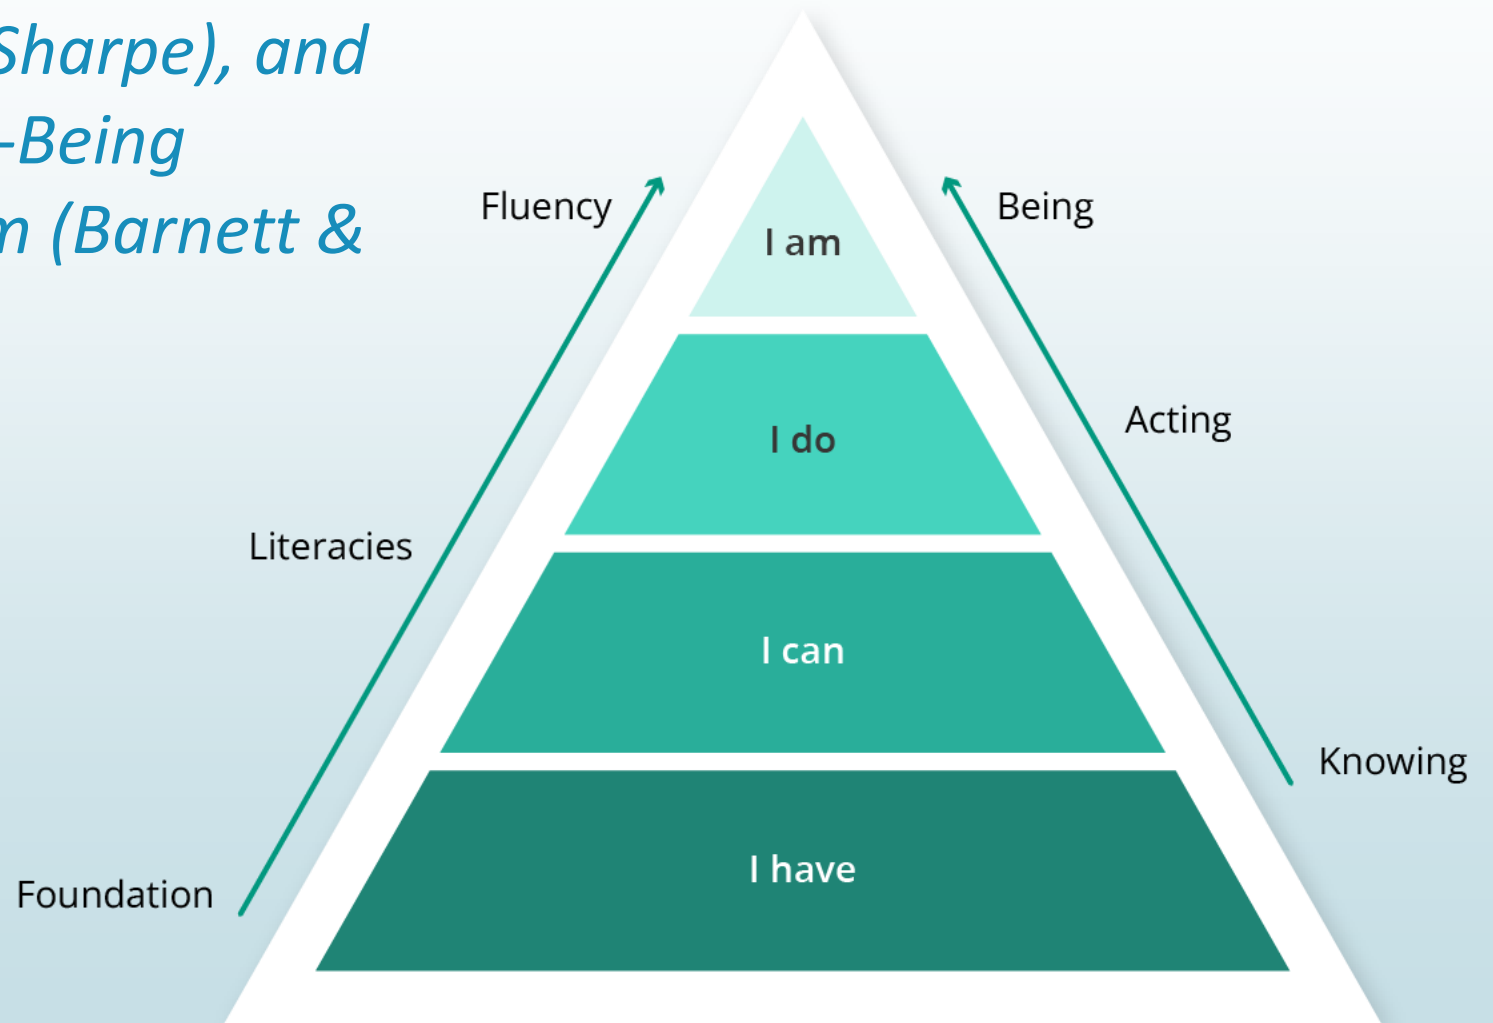 Sharpe), and
-Being
m (Barnett &
Fluency
Being
I am
Acting
I do
Literacies
I can
Knowing
I have
Foundation